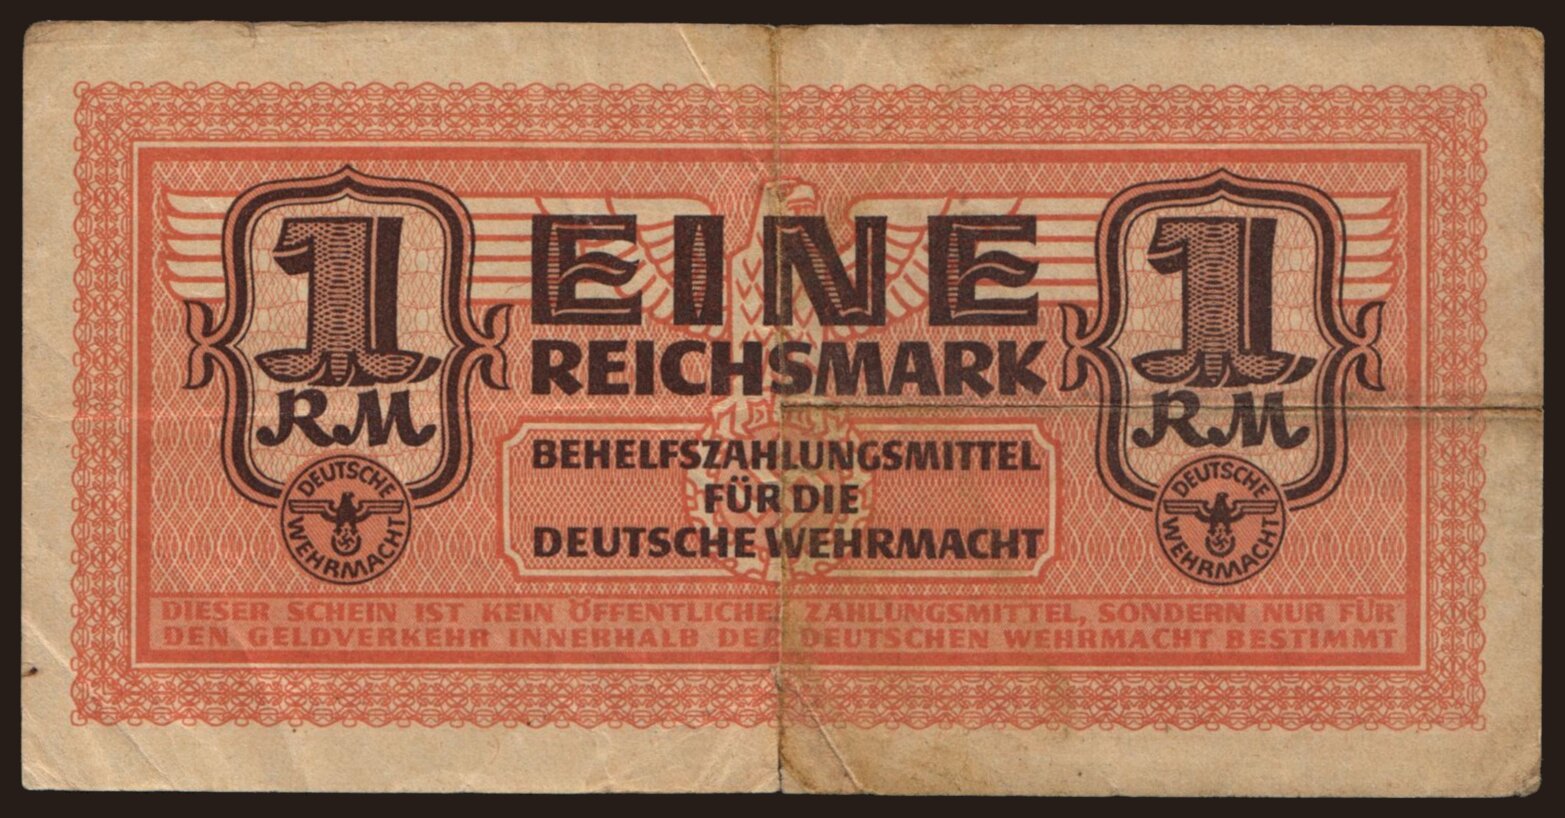 1 EINE 1
REICHSMARK
RM RM
BEHELFSZAHLUNGSMITTEL
FÜR DIE
DEUTSCHE WEHRMACHT
DEUTSCHE WEHRMACHT
DEUTSCHE WEHRMACHT
DIESER SCHEIN IST KEIN ÖFFENTLICHES ZAHLUNGSMITTEL, SONDERN NUR FÜR
DEN GELDVERKEHR INNERHALB DER DEUTSCHEN WEHRMACHT BESTIMMT